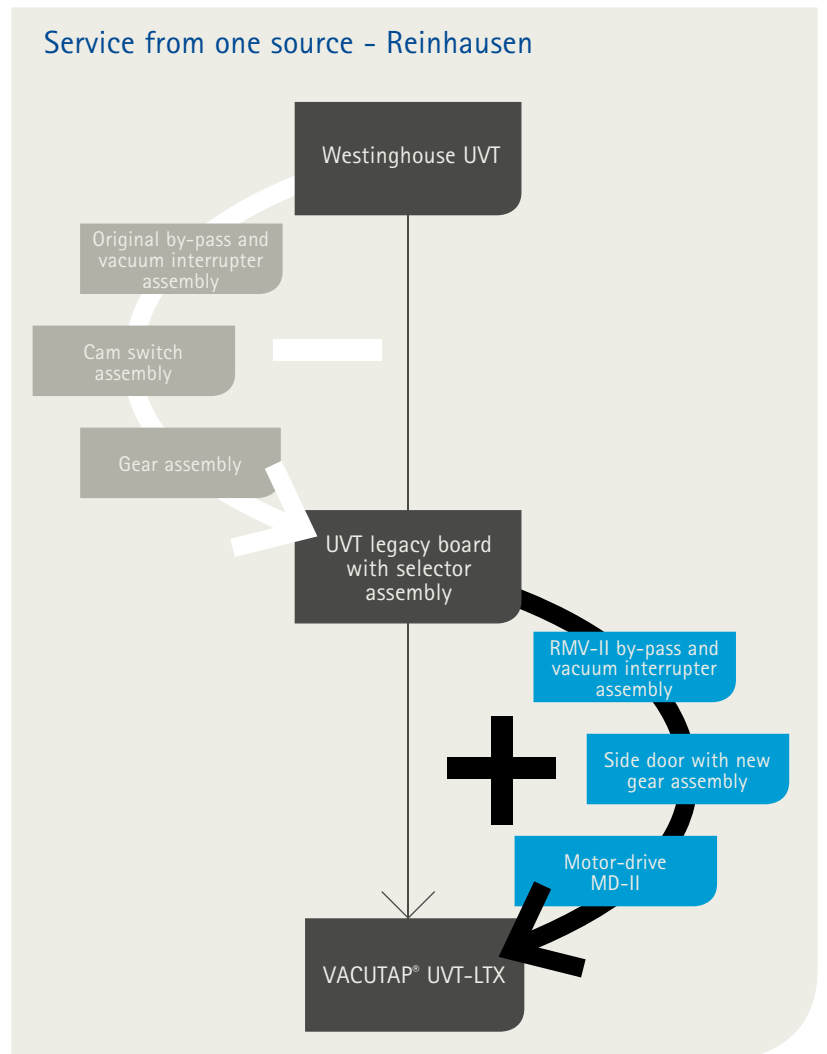 Service from one source - Reinhausen
Westinghouse UVT
Original by-pass and
vacuum interrupter
assembly
Cam switch
assembly
Gear assembly
UVT legacy board
with selector
assembly
RMV-II by-pass and
vacuum interrupter
assembly
Side door with new
gear assembly
Motor-drive
MD-II
VACUTAP® UVT-LTX